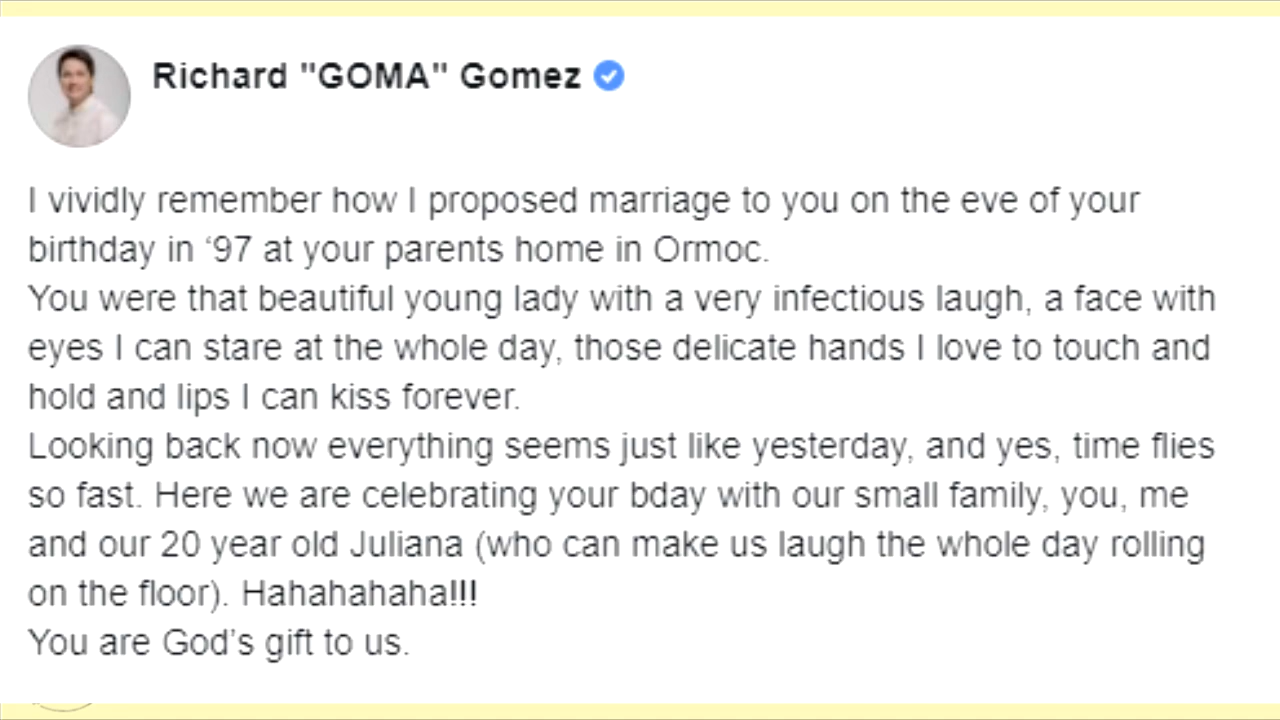 Richard "GOMA" Gomez
I vividly remember how I proposed marriage to you on the eve of your
birthday in ‘97 at your parents home in Ormoc.
You were that beautiful young lady with a very infectious laugh, a face with
eyes I can stare at the whole day, those delicate hands I love to touch and
hold and lips I can kiss forever.
Looking back now everything seems just like yesterday, and yes, time flies
so fast. Here we are celebrating your bday with our small family, you, me
and our 20 year old Juliana (who can make us laugh the whole day rolling
on the floor). Hahahahaha!!!
You are God’s gift to us.